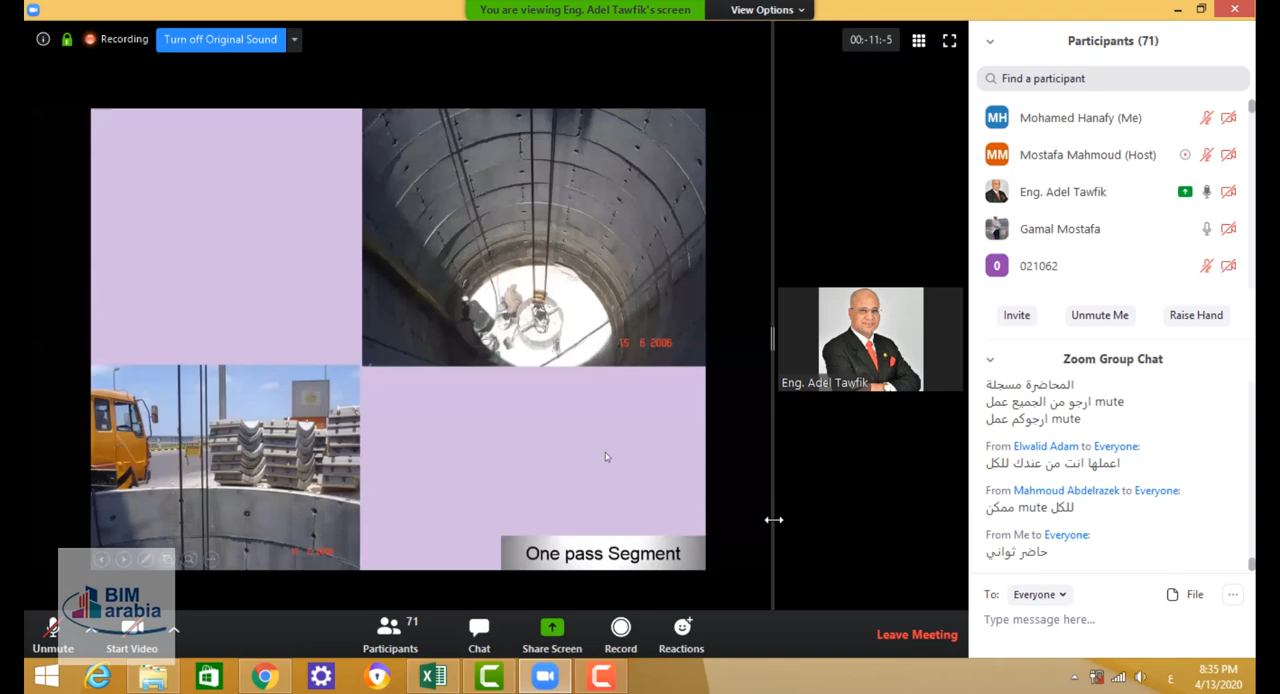 You are viewing Eng. Adel Tawfik's screen
View Options
Recording
Turn off Original Sound
00:-11:-5
Participants (71)
Find a participant
MH
Mohamed Hanafy (Me)
MM
Mostafa Mahmoud (Host)
Eng. Adel Tawfik
Gamal Mostafa
0
021062
Invite
Unmute Me
Raise Hand
Zoom Group Chat
المحاضرة مسجلة
ارجو من الجميع عمل mute
ارجوكم عمل mute
From Elwalid Adam to Everyone:
اعملها انت من عندك للكل
From Mahmoud Abdelrazek to Everyone:
ممكن mute للكل
From Me to Everyone:
حاضر ثواني
To:
Everyone
File
...
Type message here...
15 6 2006
Eng. Adel Tawfik
One pass Segment
BIM
arabia
Unmute
Start Video
71
Participants
Chat
Share Screen
Record
Reactions
Leave Meeting
ع
8:35 PM
4/13/2020